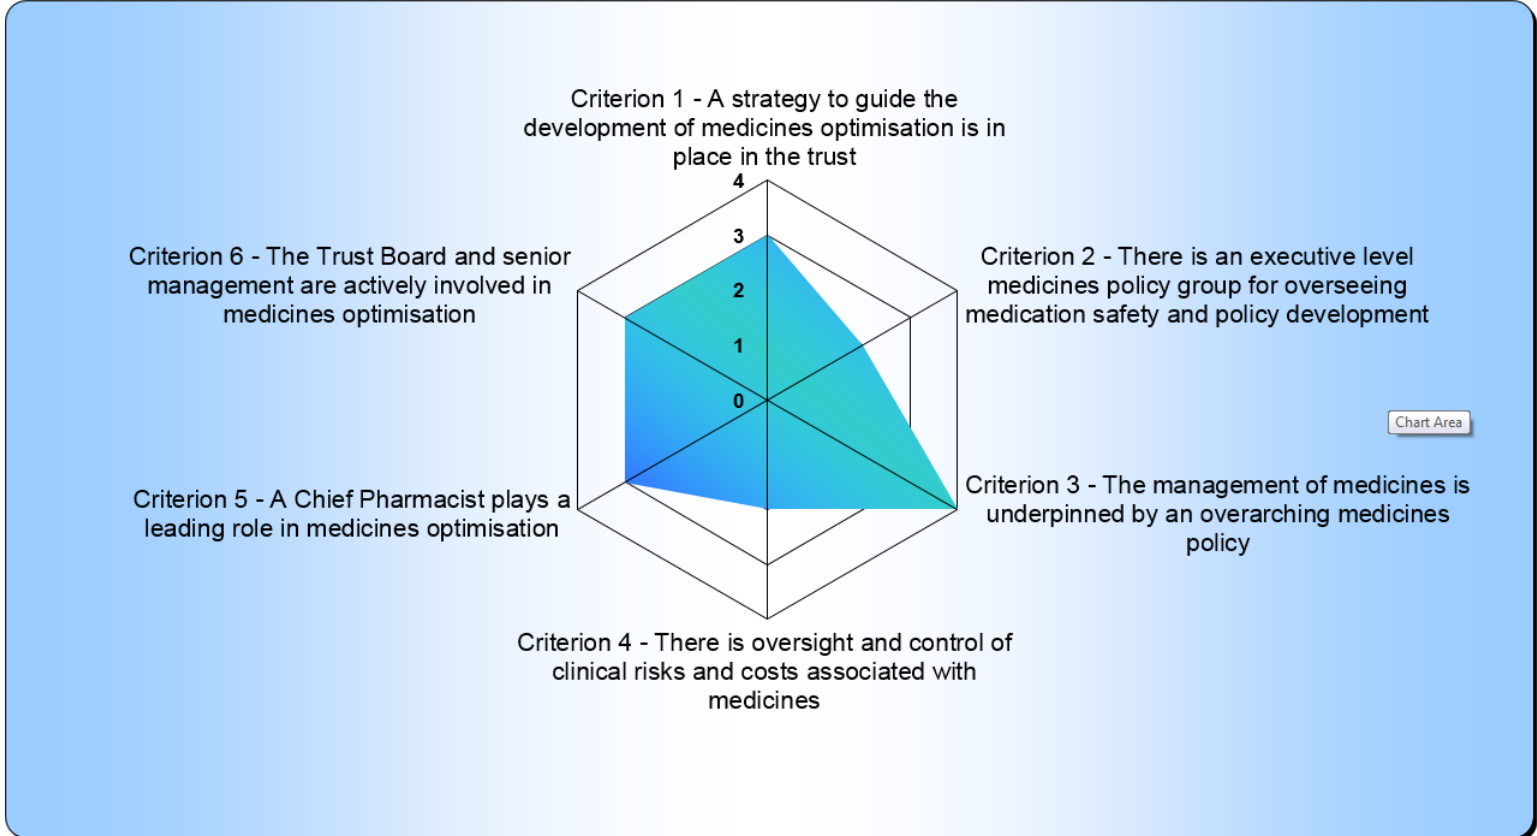 Criterion 1 - A strategy to guide the
development of medicines optimisation is in
place in the trust
4
3
2
1
0
Criterion 6 - The Trust Board and senior
management are actively involved in
medicines optimisation
Criterion 2 - There is an executive level
medicines policy group for overseeing
medication safety and policy development
Chart Area
Criterion 5 - A Chief Pharmacist plays a
leading role in medicines optimisation
Criterion 3 - The management of medicines is
underpinned by an overarching medicines
policy
Criterion 4 - There is oversight and control of
clinical risks and costs associated with
medicines